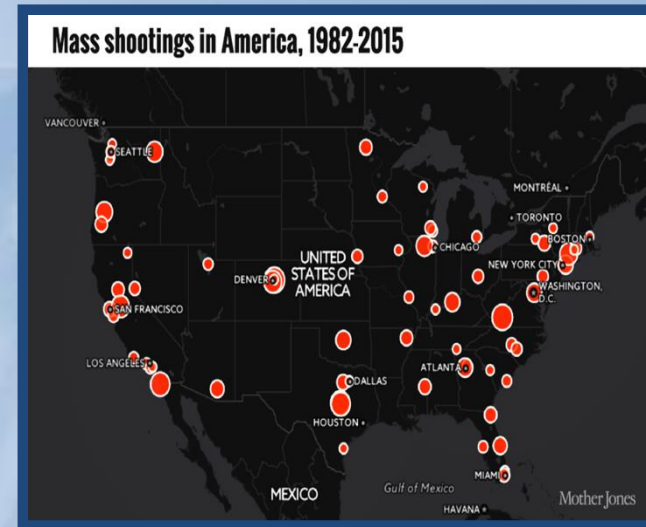 Mass shootings in America, 1982-2015
VANCOUVER
SEATTLE
MONTRÉAL
TORONTO
BOSTON
CHICAGO
NEW YORK CITY
UNITED
STATES OF
AMERICA
DENVER
WASHINGTON,
D.C.
SAN FRANCISCO
LOS ANGELES
ATLANTA
DALLAS
HOUSTON
MIAMI
MEXICO
Gulf of Mexico
HAVANA
Mother Jones